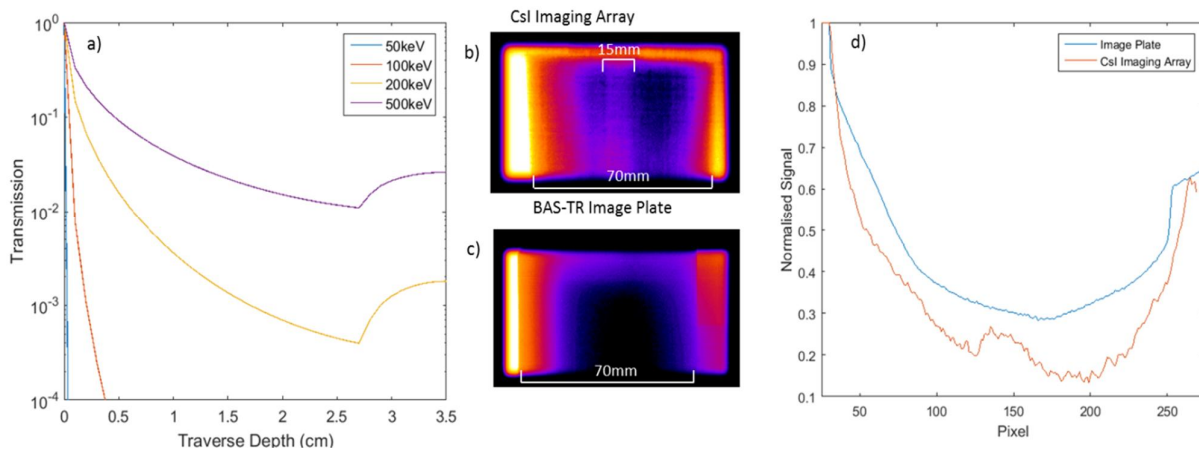 a)
50keV
100keV
200keV
500keV
10^0
10^-1
10^-2
10^-3
10^-4
Transmission
0 0.5 1 1.5 2 2.5 3 3.5
Traverse Depth (cm)
CsI Imaging Array
b)
15mm
70mm
BAS-TR Image Plate
c)
70mm
d)
Image Plate
CsI Imaging Array
1
0.9
0.8
0.7
0.6
0.5
0.4
0.3
0.2
0.1
Normalised Signal
50 100 150 200 250
Pixel